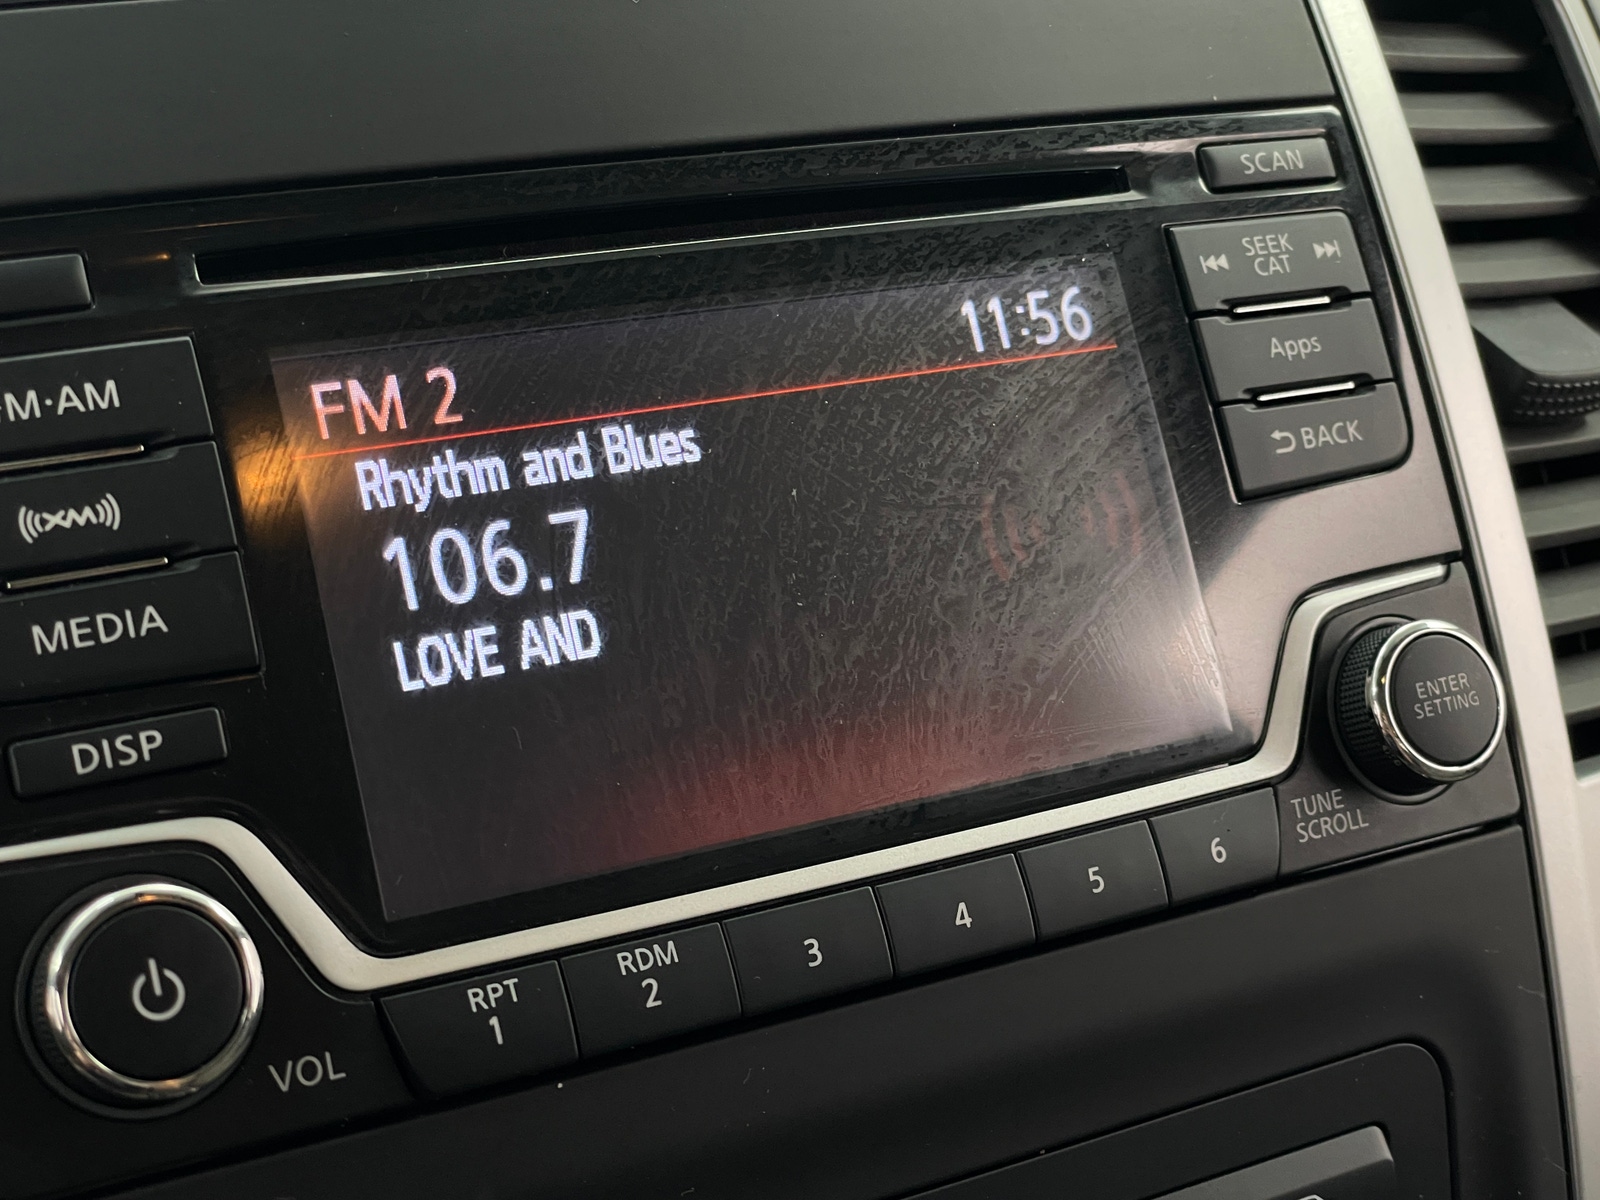 SCAN
SEEK
CAT
11:56
Apps
FM 2
M·AM
BACK
Rhythm and Blues
XM
106.7
MEDIA
LOVE AND
ENTER
SETTING
DISP
TUNE
SCROLL
6
5
4
3
RDM
2
RPT
1
VOL